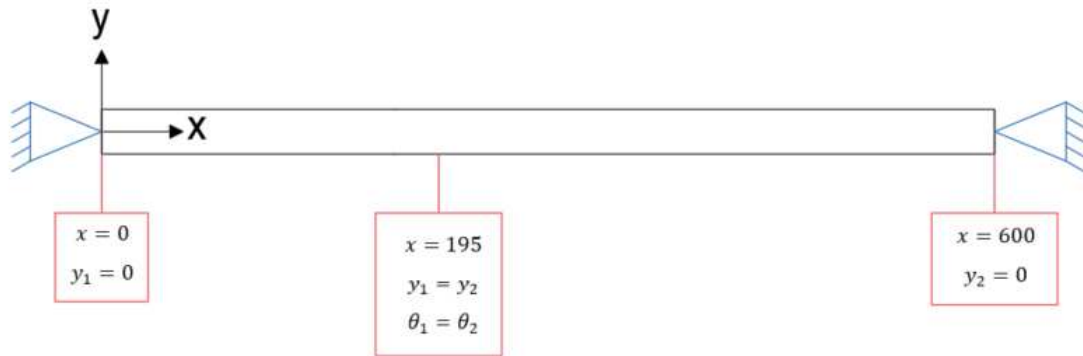 y
x
x = 0
y₁ = 0
x = 195
y₁ = y₂
θ₁ = θ₂
x = 600
y₂ = 0